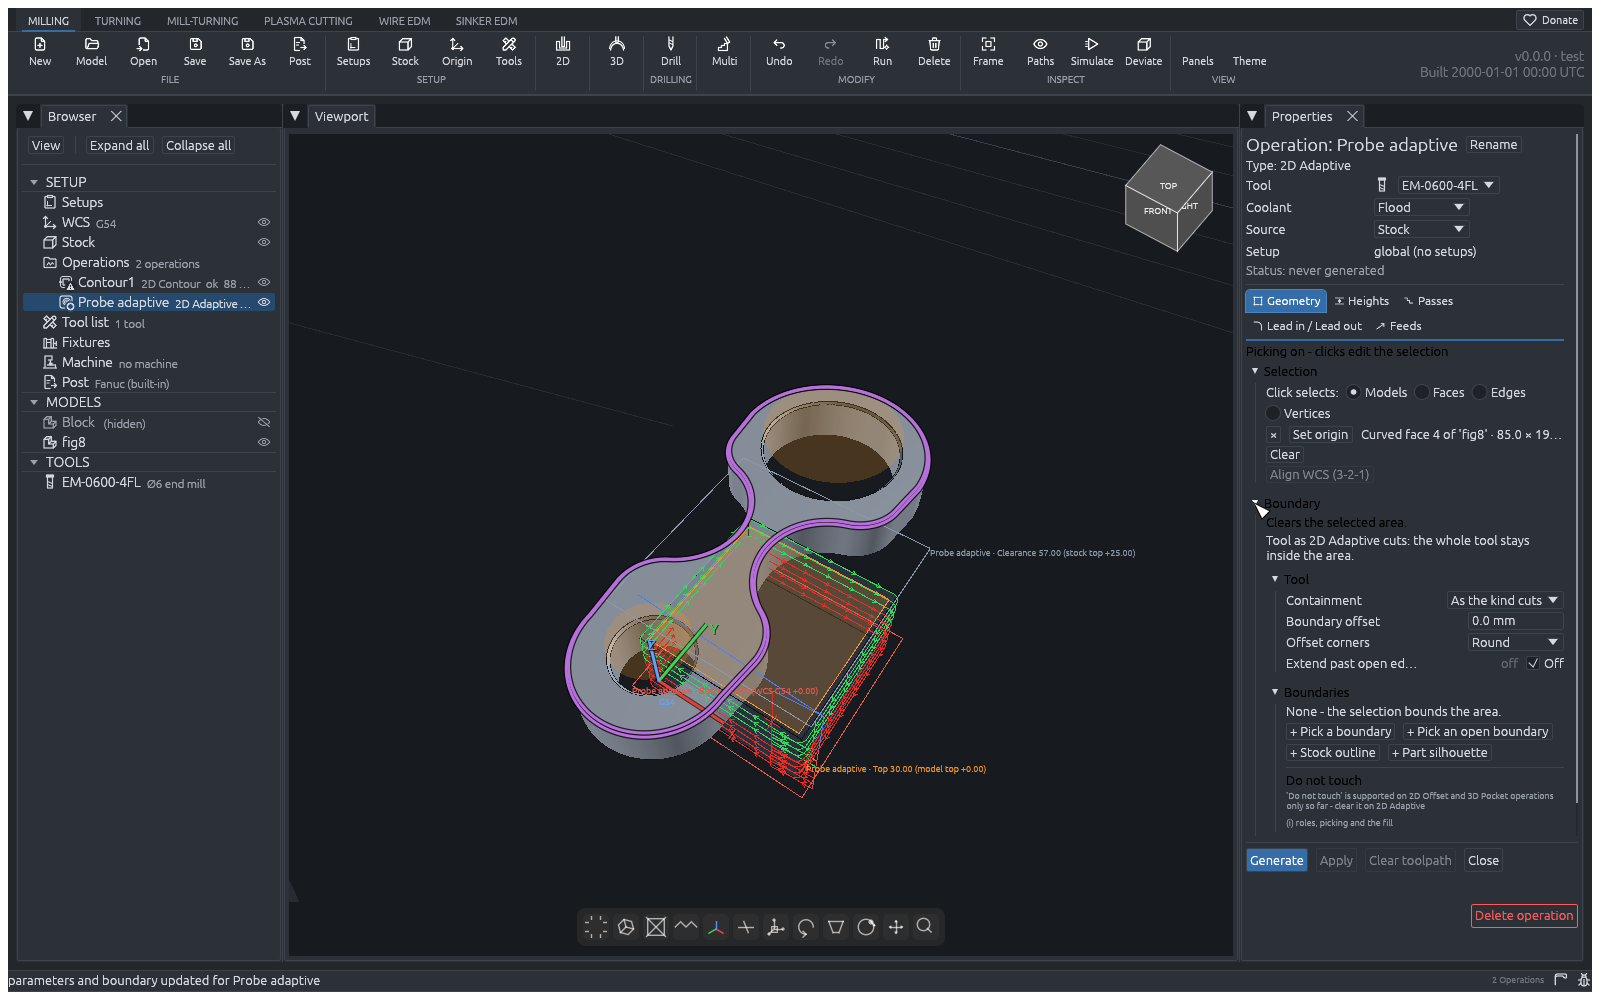 MILLING TURNING MILL-TURNING PLASMA CUTTING WIRE EDM SINKER EDM Donate
New Model Open Save Save As Post Setups Stock Origin Tools 2D 3D Drill Multi Undo Redo Run Delete Frame Paths Simulate Deviate Panels Theme
FILE SETUP DRILLING MODIFY INSPECT VIEW
v0.0.0 · test
Built 2000-01-01 00:00 UTC
Browser
View Expand all Collapse all
SETUP
Setups
WCS G54
Stock
Operations 2 operations
Contour1 2D Contour ok 88 ...
Probe adaptive 2D Adaptive ...
Tool list 1 tool
Fixtures
Machine no machine
Post Fanuc (built-in)
MODELS
Block (hidden)
fig8
TOOLS
EM-0600-4FL Ø6 end mill
Viewport
TOP
FRONT
Probe adaptive · Clearance 57.00 (stock top +25.00)
Y
Probe adaptive · Top 30.00 (model top +0.00)
Properties
Operation: Probe adaptive Rename
Type: 2D Adaptive
Tool EM-0600-4FL
Coolant Flood
Source Stock
Setup global (no setups)
Status: never generated
Geometry Heights Passes
Lead in / Lead out Feeds
Picking on - clicks edit the selection
Selection
Click selects: Models Faces Edges
Vertices
× Set origin Curved face 4 of 'fig8' · 85.0 × 19...
Clear
Align WCS (3-2-1)
Boundary
Clears the selected area.
Tool as 2D Adaptive cuts: the whole tool stays
inside the area.
Tool
Containment As the kind cuts
Boundary offset 0.0 mm
Offset corners Round
Extend past open ed... off Off
Boundaries
None - the selection bounds the area.
+ Pick a boundary + Pick an open boundary
+ Stock outline + Part silhouette
Do not touch
'Do not touch' is supported on 2D Offset and 3D Pocket operations
only so far - clear it on 2D Adaptive
(i) roles, picking and the fill
Generate Apply Clear toolpath Close
Delete operation
parameters and boundary updated for Probe adaptive
2 Operations